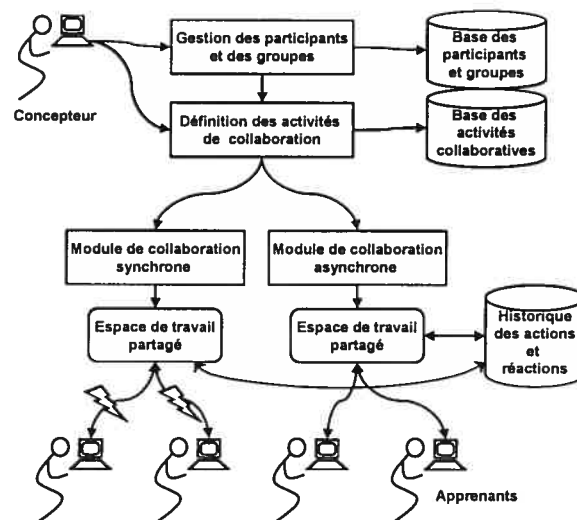 Gestion des participants
et des groupes
Base des
participants
et groupes
Concepteur
Définition des activités
de collaboration
Base des
activités
collaboratives
Module de collaboration
synchrone
Module de collaboration
asynchrone
Espace de travail
partagé
Espace de travail
partagé
Historique
des actions
et
réactions
Apprenants